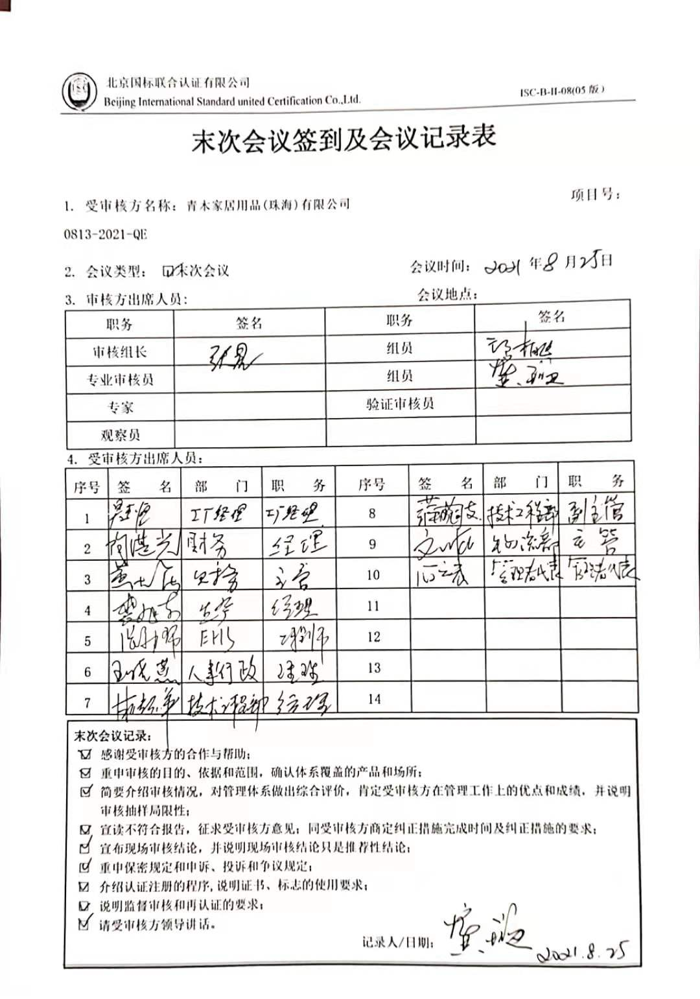 北京国标联合认证有限公司
Beijing International Standard united Certification Co.,Ltd.
ISC-B-II-08(05版)
末次会议签到及会议记录表
1. 受审核方名称：青木家居用品(珠海)有限公司 项目号：
0813-2021-QE
2. 会议类型： ☑末次会议 会议时间：2021年8月25日
3. 审核方出席人员： 会议地点：
职务 签名 职务 签名
审核组长 组员
专业审核员 组员
专家 验证审核员
观察员
4. 受审核方出席人员：
序号 签 名 部 门 职 务 序号 签 名 部 门 职 务
1 工厂经理 工厂经理 8 技术工程部 副主管
2 财务 经理 9 物流部 主管
3 财务 主管 10 管理者代表 管理者代表
4 生产 经理 11
5 EHS 工程师 12
6 王晓燕 人事行政 13
7 技术工程部 经理 14
末次会议记录：
☑ 感谢受审核方的合作与帮助；
☑ 重申审核的目的、依据和范围，确认体系覆盖的产品和场所；
☑ 简要介绍审核情况，对管理体系做出综合评价，肯定受审核方在管理工作上的优点和成绩，并说明
审核抽样局限性；
☑ 宣读不符合报告，征求受审核方意见；同受审核方商定纠正措施完成时间及纠正措施的要求；
☑ 宣布现场审核结论，并说明现场审核结论只是推荐性结论；
☑ 重申保密规定和申诉、投诉和争议规定；
☑ 介绍认证注册的程序，说明证书、标志的使用要求；
☑ 说明监督审核和再认证的要求；
☑ 请受审核方领导讲话。
记录人/日期： 2021.8.25